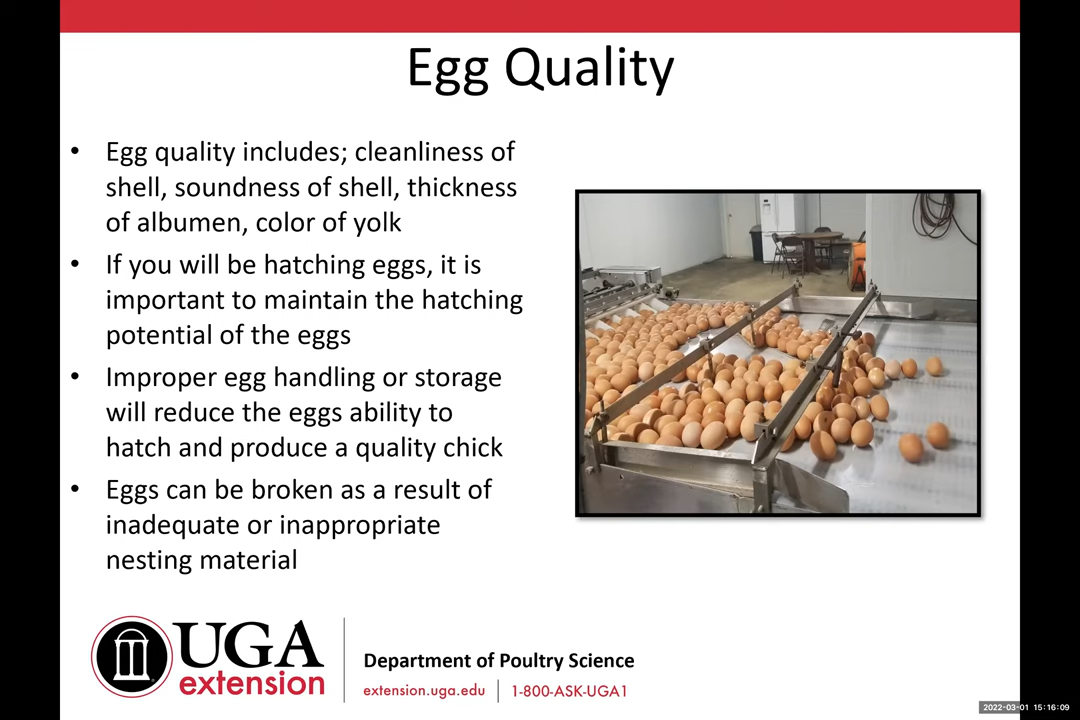 Egg Quality
• Egg quality includes; cleanliness of
shell, soundness of shell, thickness
of albumen, color of yolk
• If you will be hatching eggs, it is
important to maintain the hatching
potential of the eggs
• Improper egg handling or storage
will reduce the eggs ability to
hatch and produce a quality chick
• Eggs can be broken as a result of
inadequate or inappropriate
nesting material
UGA
extension
Department of Poultry Science
extension.uga.edu | 1-800-ASK-UGA1
2022-03-01 15:16:09